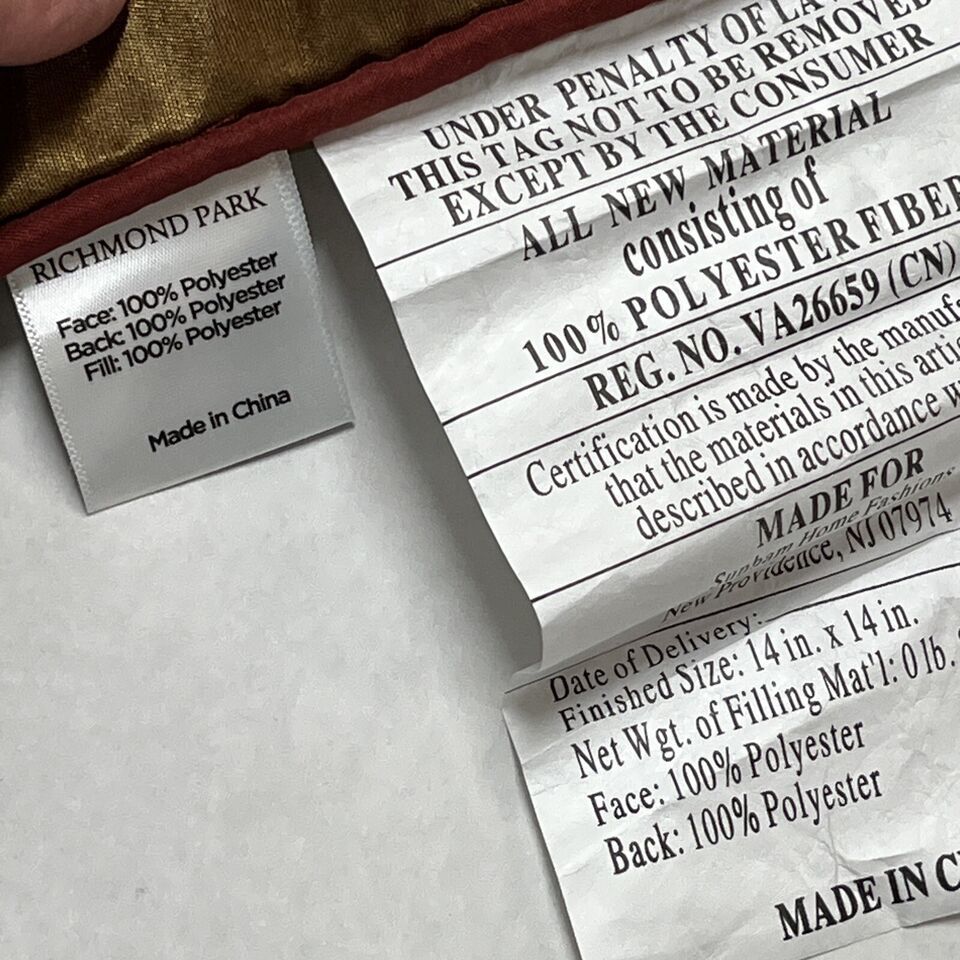 RICHMOND PARK
Face: 100% Polyester
Back: 100% Polyester
Fill: 100% Polyester
Made in China
UNDER PENALTY OF LA
THIS TAG NOT TO BE REMOVED
EXCEPT BY THE CONSUMER
ALL NEW MATERIAL
consisting of
100% POLYESTER FIBER
REG. NO. VA26659 (CN)
Certification is made by the manuf
that the materials in this arti
described in accordance w
MADE FOR
Sunham Home Fashions
New Providence, NJ 07974
Date of Delivery:
Finished Size: 14 in. x 14 in.
Net Wgt. of Filling Mat'l: 0 lb.
Face: 100% Polyester
Back: 100% Polyester
MADE IN C